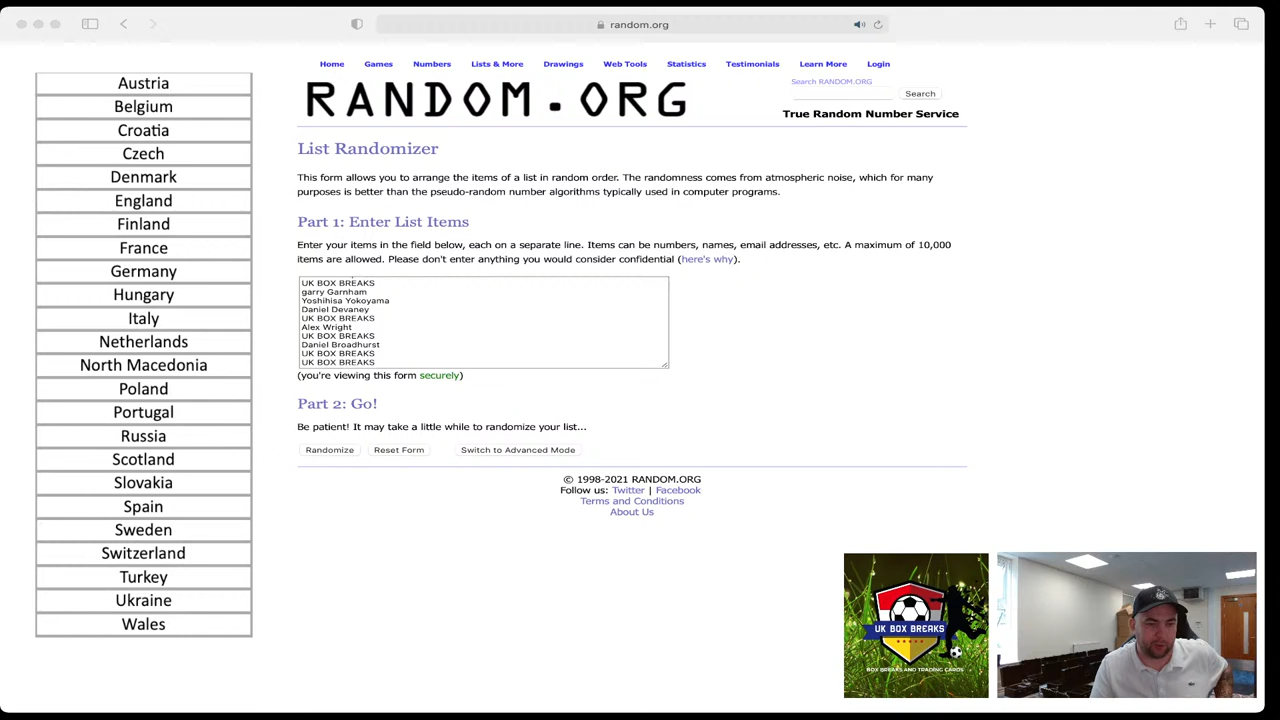 random.org
Austria
Belgium
Croatia
Czech
Denmark
England
Finland
France
Germany
Hungary
Italy
Netherlands
North Macedonia
Poland
Portugal
Russia
Scotland
Slovakia
Spain
Sweden
Switzerland
Turkey
Ukraine
Wales
Home Games Numbers Lists & More Drawings Web Tools Statistics Testimonials Learn More Login
RANDOM.ORG
Search RANDOM.ORG
Search
True Random Number Service
List Randomizer
This form allows you to arrange the items of a list in random order. The randomness comes from atmospheric noise, which for many
purposes is better than the pseudo-random number algorithms typically used in computer programs.
Part 1: Enter List Items
Enter your items in the field below, each on a separate line. Items can be numbers, names, email addresses, etc. A maximum of 10,000
items are allowed. Please don't enter anything you would consider confidential (here's why).
UK BOX BREAKS
garry Garnham
Yoshihisa Yokoyama
Daniel Devaney
UK BOX BREAKS
Alex Wright
UK BOX BREAKS
Daniel Broadhurst
UK BOX BREAKS
UK BOX BREAKS
(you're viewing this form securely)
Part 2: Go!
Be patient! It may take a little while to randomize your list...
Randomize Reset Form Switch to Advanced Mode
© 1998-2021 RANDOM.ORG
Follow us: Twitter | Facebook
Terms and Conditions
About Us
UK BOX BREAKS
BOX BREAKS AND TRADING CARDS